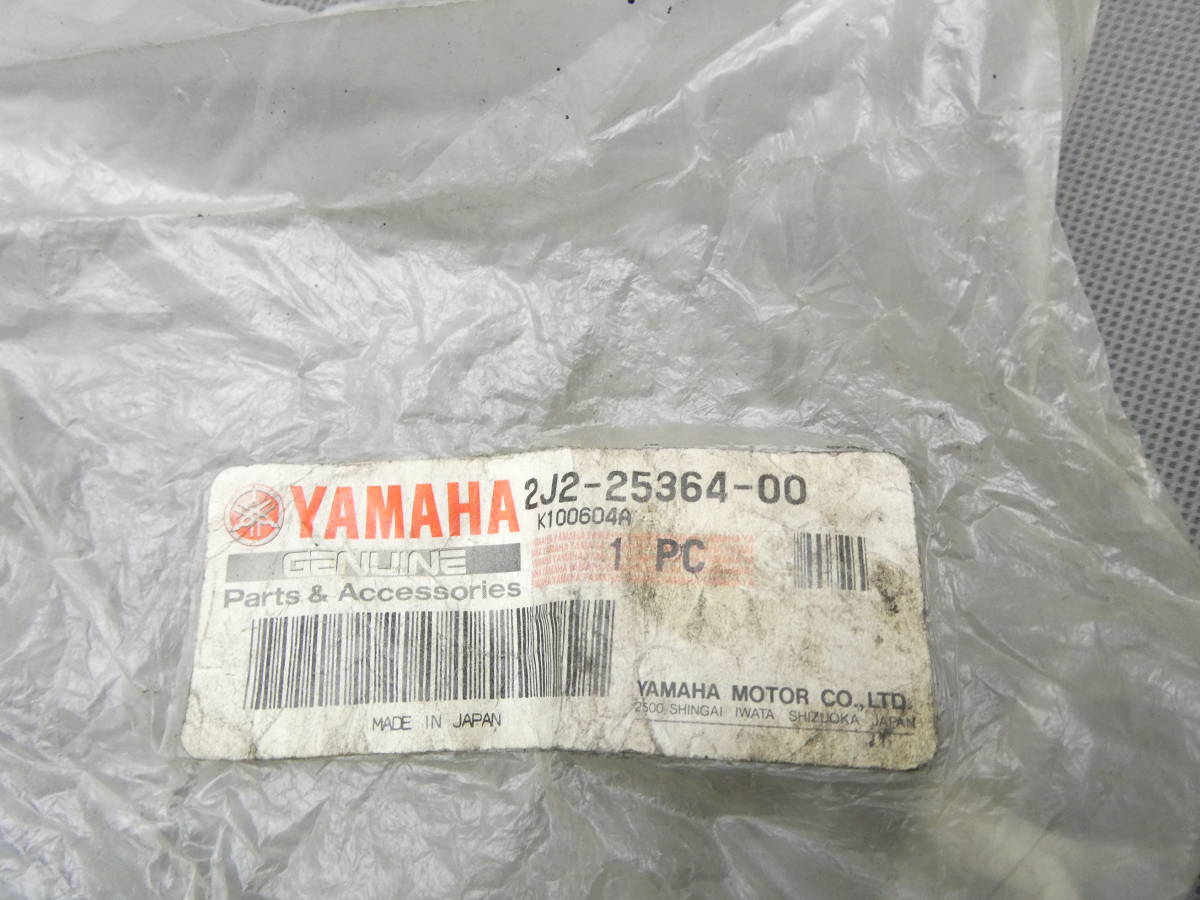 YAMAHA 2J2-25364-00
K100604A
GENUINE
1 PC
Parts & Accessories
YAMAHA MOTOR CO.,LTD.
2500, SHINGAI IWATA SHIZUOKA JAPAN
MADE IN JAPAN